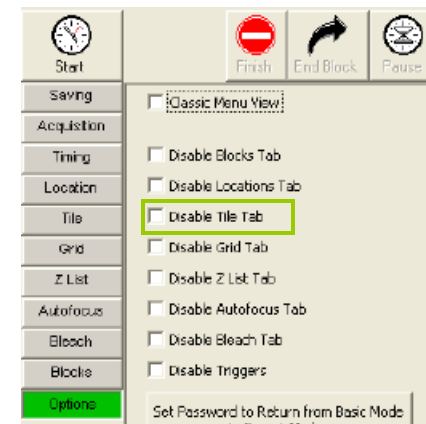 Start
Finish
End Block
Pause
Saving
Acquisition
Timing
Location
Tile
Grid
Z List
Autofocus
Bleach
Blocks
Options
Classic Menu View
Disable Blocks Tab
Disable Locations Tab
Disable Tile Tab
Disable Grid Tab
Disable Z List Tab
Disable Autofocus Tab
Disable Bleach Tab
Disable Triggers
Set Password to Return from Basic Mode